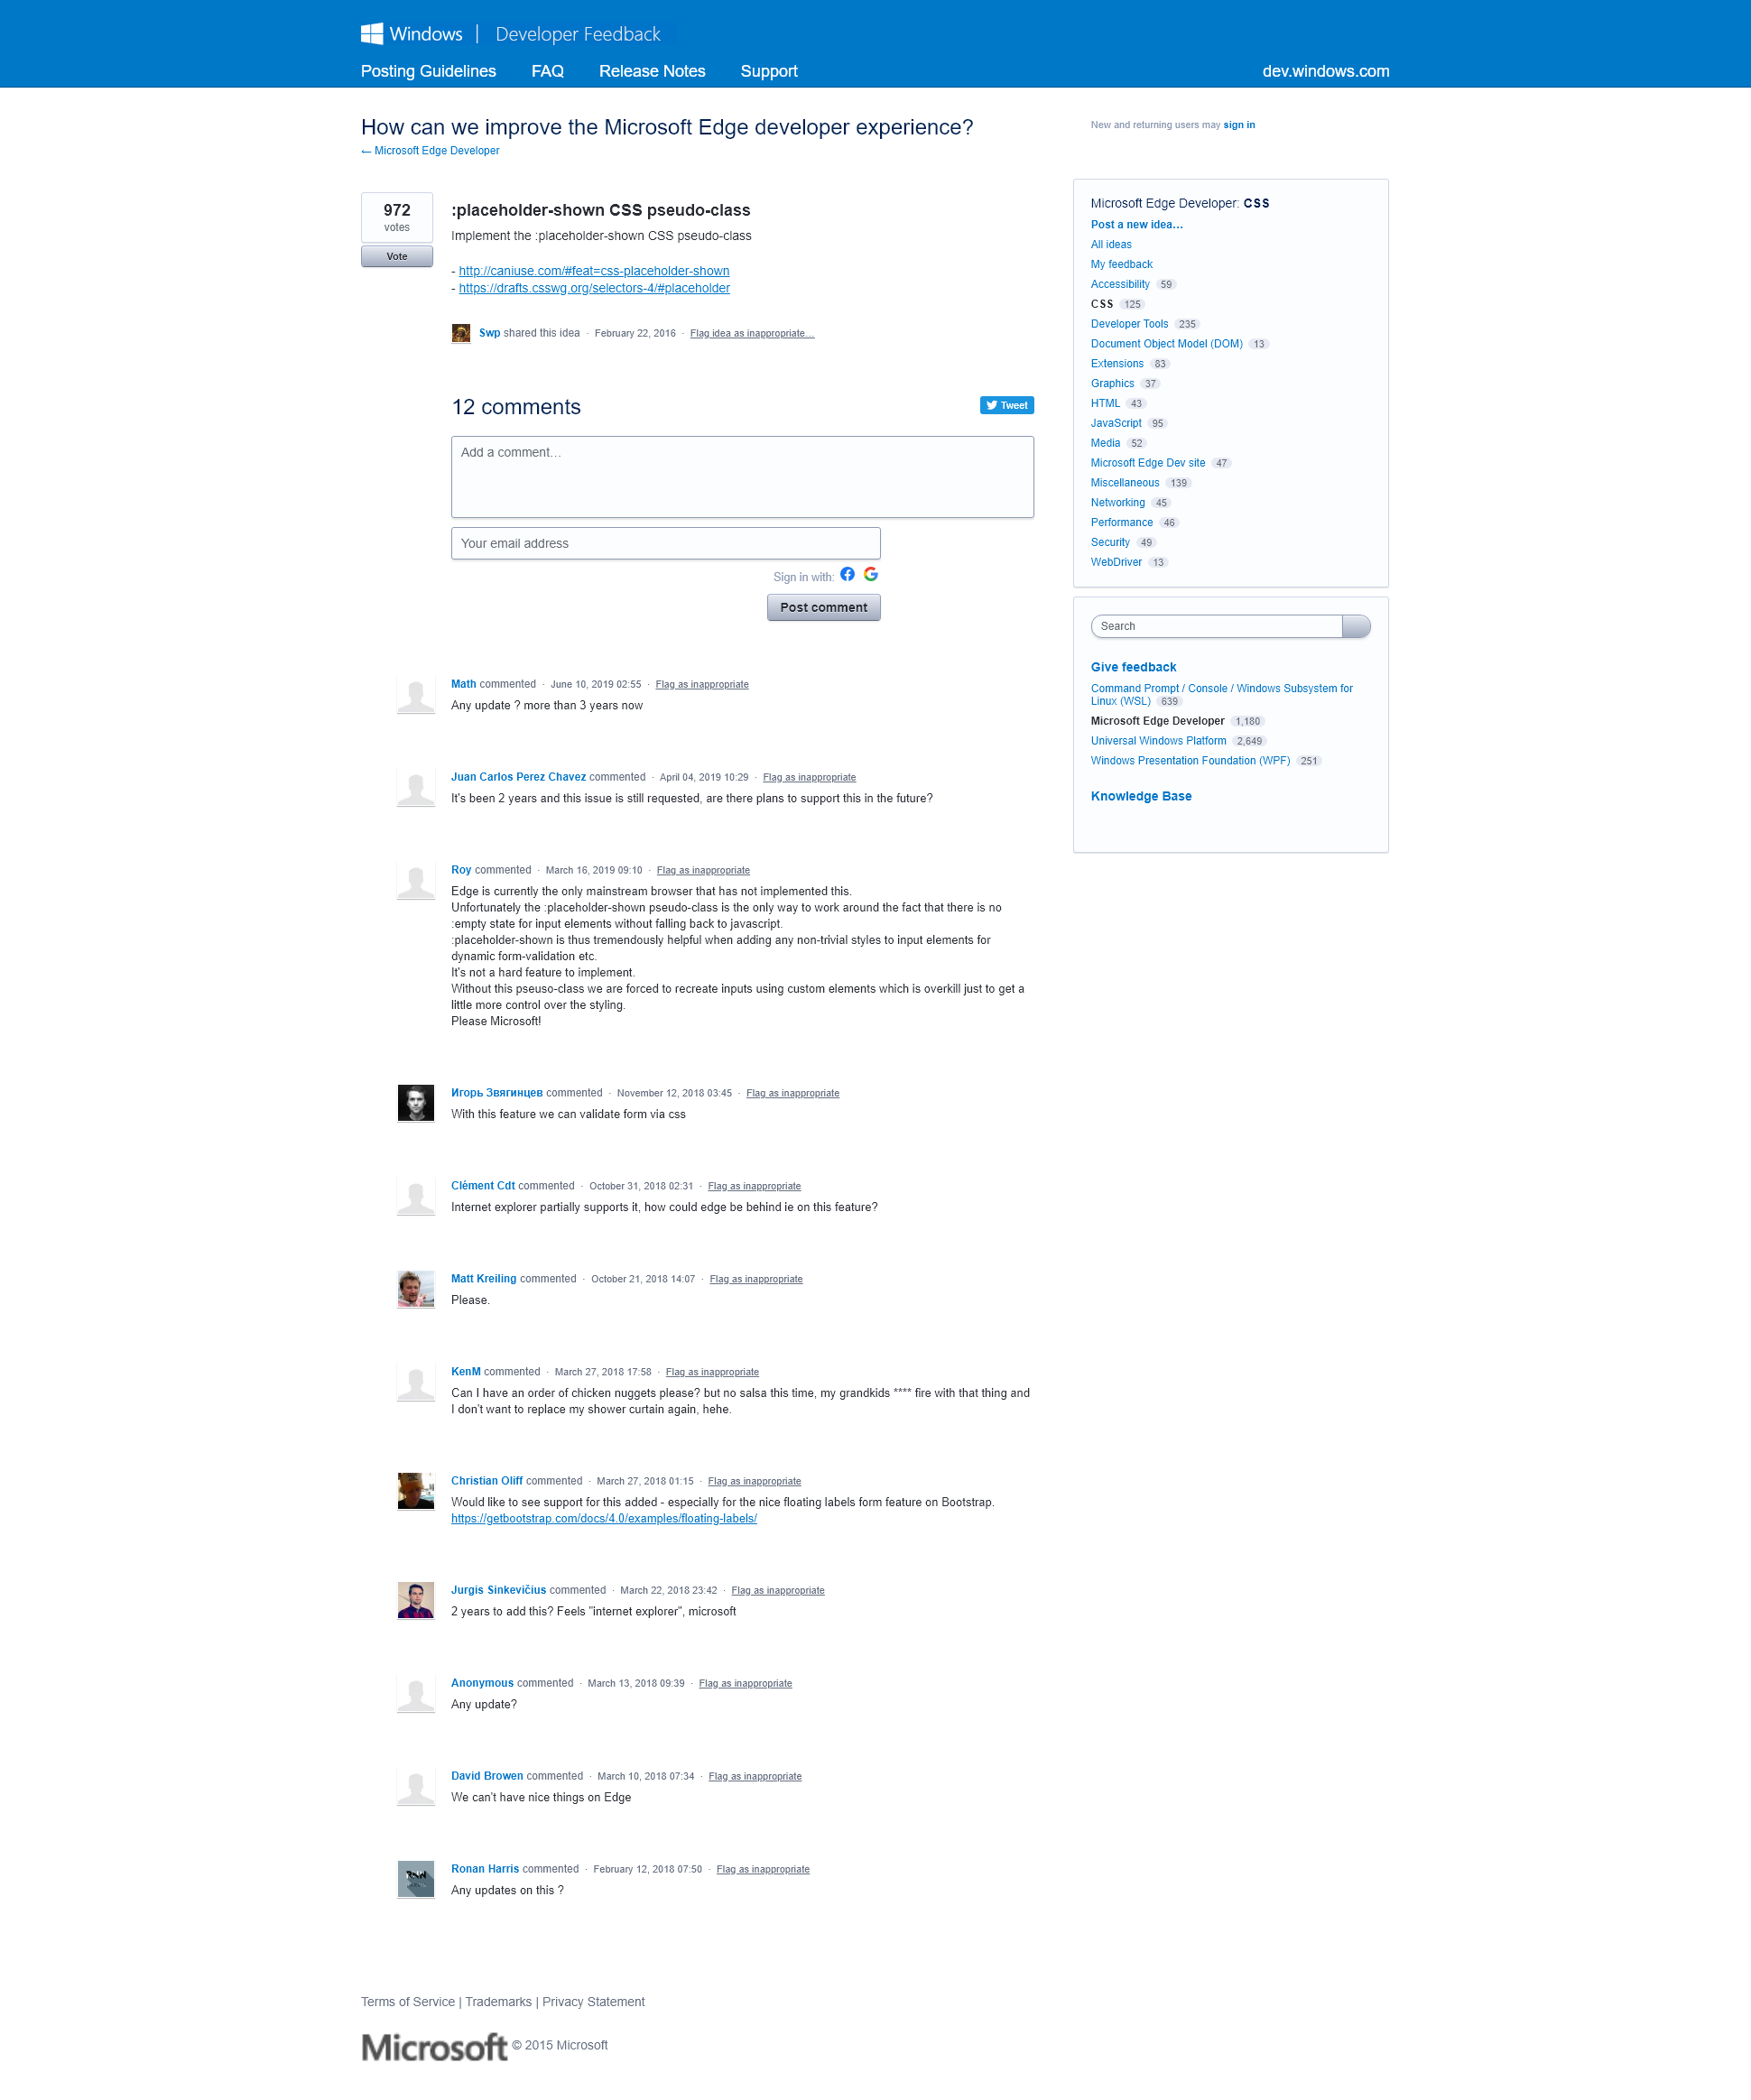 Windows | Developer Feedback
Posting Guidelines FAQ Release Notes Support dev.windows.com
How can we improve the Microsoft Edge developer experience?
← Microsoft Edge Developer
New and returning users may sign in
972
votes
Vote
:placeholder-shown CSS pseudo-class
Implement the :placeholder-shown CSS pseudo-class
- http://caniuse.com/#feat=css-placeholder-shown
- https://drafts.csswg.org/selectors-4/#placeholder
Swp shared this idea · February 22, 2016 · Flag idea as inappropriate…
12 comments
Tweet
Add a comment…
Your email address
Sign in with:
Post comment
Math commented · June 10, 2019 02:55 · Flag as inappropriate
Any update ? more than 3 years now
Juan Carlos Perez Chavez commented · April 04, 2019 10:29 · Flag as inappropriate
It's been 2 years and this issue is still requested, are there plans to support this in the future?
Roy commented · March 16, 2019 09:10 · Flag as inappropriate
Edge is currently the only mainstream browser that has not implemented this.
Unfortunately the :placeholder-shown pseudo-class is the only way to work around the fact that there is no
:empty state for input elements without falling back to javascript.
:placeholder-shown is thus tremendously helpful when adding any non-trivial styles to input elements for
dynamic form-validation etc.
It's not a hard feature to implement.
Without this pseuso-class we are forced to recreate inputs using custom elements which is overkill just to get a
little more control over the styling.
Please Microsoft!
Игорь Звягинцев commented · November 12, 2018 03:45 · Flag as inappropriate
With this feature we can validate form via css
Clément Cdt commented · October 31, 2018 02:31 · Flag as inappropriate
Internet explorer partially supports it, how could edge be behind ie on this feature?
Matt Kreiling commented · October 21, 2018 14:07 · Flag as inappropriate
Please.
KenM commented · March 27, 2018 17:58 · Flag as inappropriate
Can I have an order of chicken nuggets please? but no salsa this time, my grandkids **** fire with that thing and
I don't want to replace my shower curtain again, hehe.
Christian Oliff commented · March 27, 2018 01:15 · Flag as inappropriate
Would like to see support for this added - especially for the nice floating labels form feature on Bootstrap.
https://getbootstrap.com/docs/4.0/examples/floating-labels/
Jurgis Sinkevičius commented · March 22, 2018 23:42 · Flag as inappropriate
2 years to add this? Feels "internet explorer", microsoft
Anonymous commented · March 13, 2018 09:39 · Flag as inappropriate
Any update?
David Browen commented · March 10, 2018 07:34 · Flag as inappropriate
We can't have nice things on Edge
Ronan Harris commented · February 12, 2018 07:50 · Flag as inappropriate
Any updates on this ?
Microsoft Edge Developer: CSS
Post a new idea…
All ideas
My feedback
Accessibility 59
CSS 125
Developer Tools 235
Document Object Model (DOM) 13
Extensions 83
Graphics 37
HTML 43
JavaScript 95
Media 52
Microsoft Edge Dev site 47
Miscellaneous 139
Networking 45
Performance 46
Security 49
WebDriver 13
Search
Give feedback
Command Prompt / Console / Windows Subsystem for
Linux (WSL) 639
Microsoft Edge Developer 1,180
Universal Windows Platform 2,649
Windows Presentation Foundation (WPF) 251
Knowledge Base
Terms of Service | Trademarks | Privacy Statement
Microsoft © 2015 Microsoft